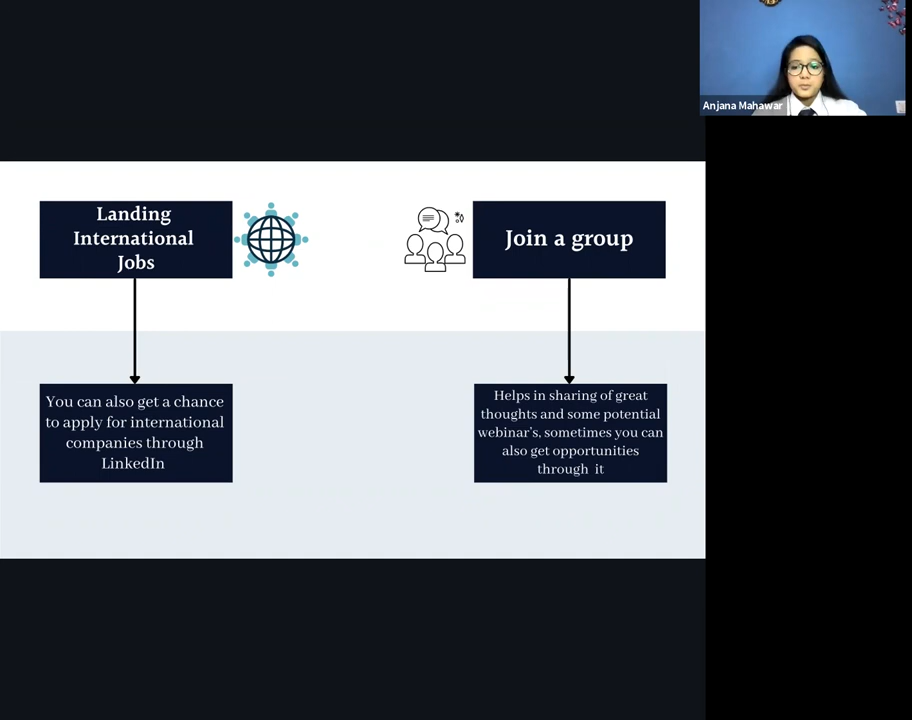 Anjana Mahawar
Landing
International
Jobs
Join a group
You can also get a chance
to apply for international
companies through
LinkedIn
Helps in sharing of great
thoughts and some potential
webinar's, sometimes you can
also get opportunities
through it